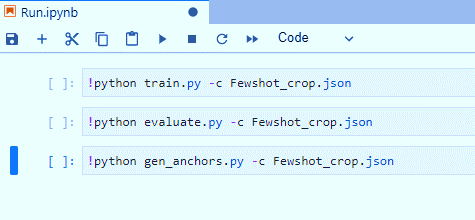 Run.ipynb
Code
[ ]: !python train.py -c Fewshot_crop.json
[ ]: !python evaluate.py -c Fewshot_crop.json
[ ]: !python gen_anchors.py -c Fewshot_crop.json